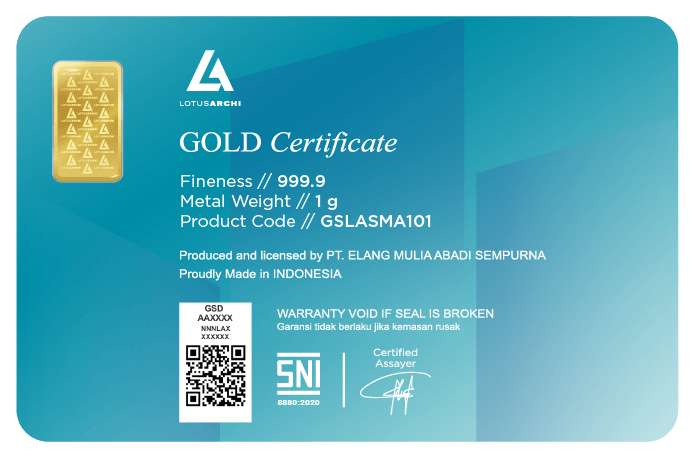 LOTUSARCHI
GOLD Certificate
Fineness // 999.9
Metal Weight // 1 g
Product Code // GSLASMA101
Produced and licensed by PT. ELANG MULIA ABADI SEMPURNA
Proudly Made in INDONESIA
GSD
AAXXXX
NNNLAX
XXXXXX
WARRANTY VOID IF SEAL IS BROKEN
Garansi tidak berlaku jika kemasan rusak
SNI
8880:2020
Certified
Assayer